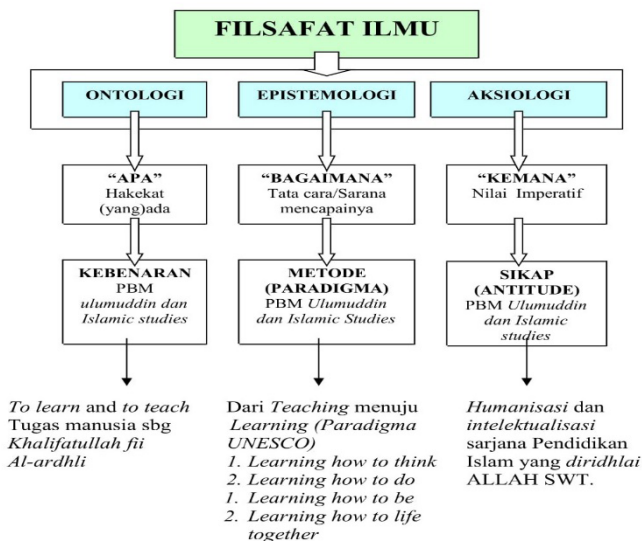 FILSAFAT ILMU
ONTOLOGI
EPISTEMOLOGI
AKSIOLOGI
“APA”
Hakekat
(yang)ada
“BAGAIMANA”
Tata cara/Sarana
mencapainya
“KEMANA”
Nilai Imperatif
KEBENARAN
PBM
ulumuddin dan
Islamic studies
METODE
(PARADIGMA)
PBM Ulumuddin
dan Islamic Studies
SIKAP
(ANTITUDE)
PBM Ulumuddin
dan Islamic
studies
To learn and to teach
Tugas manusia sbg
Khalifatullah fii
Al-ardhli
Dari Teaching menuju
Learning (Paradigma
UNESCO)
1. Learning how to think
2. Learning how to do
1. Learning how to be
2. Learning how to life
together
Humanisasi dan
intelektualisasi
sarjana Pendidikan
Islam yang diridhlai
ALLAH SWT.